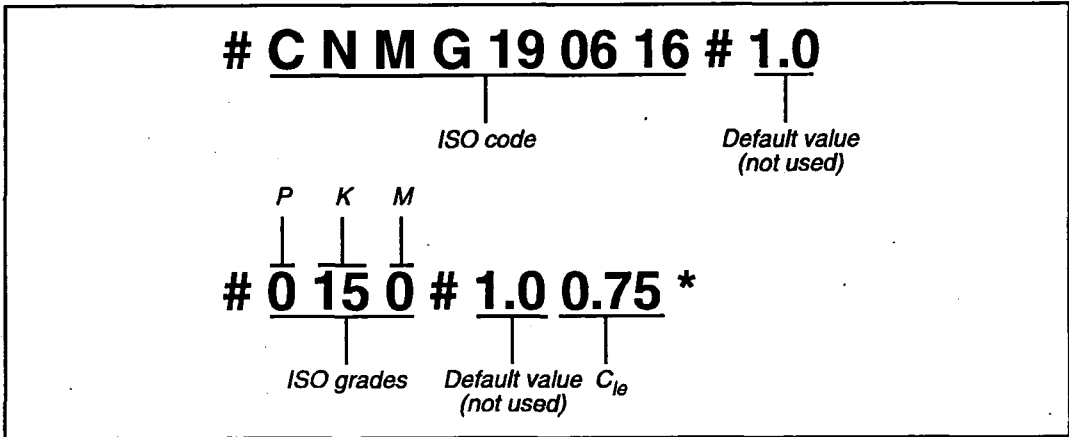 # C N M G 19 06 16 # 1.0
ISO code Default value
(not used)
P K M
# 0 15 0 # 1.0 0.75 *
ISO grades Default value C_le
(not used)